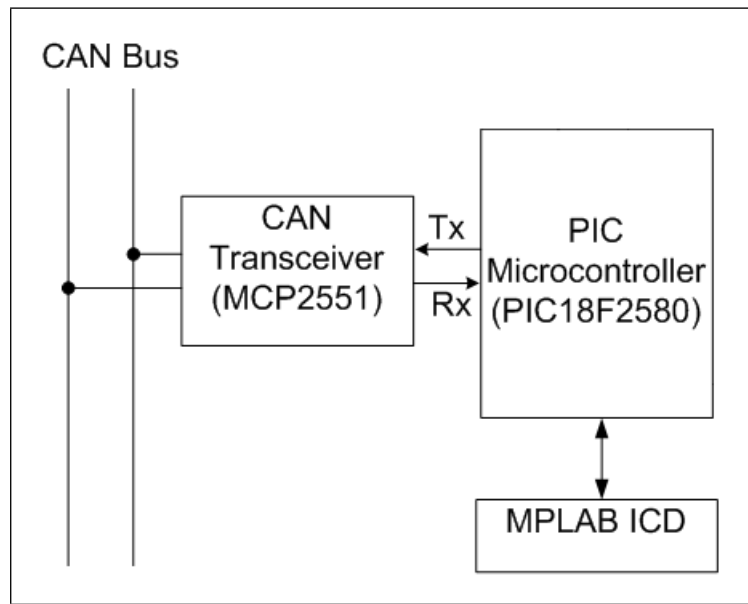 CAN Bus
CAN
Transceiver
(MCP2551)
Tx
Rx
PIC
Microcontroller
(PIC18F2580)
MPLAB ICD